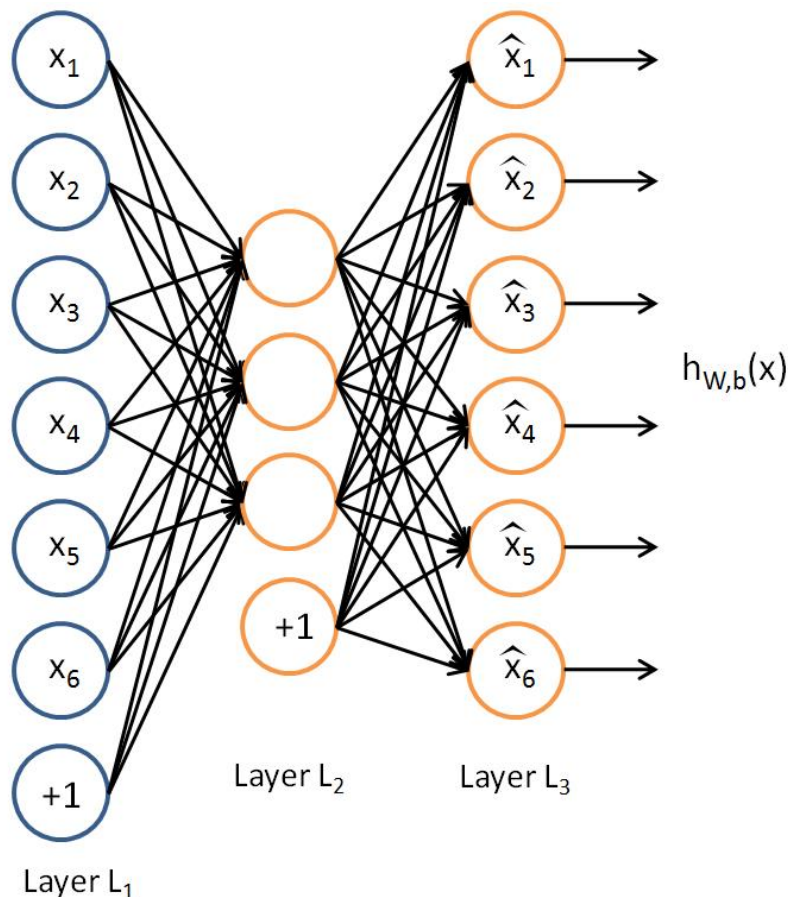 x₁
x₂
x₃
x₄
x₅
x₆
+1
Layer L₁
+1
Layer L₂
x̂₁
x̂₂
x̂₃
x̂₄
x̂₅
x̂₆
Layer L₃
h_{W,b}(x)